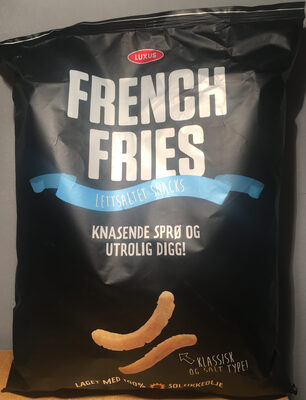 LUXUS
FRENCH
FRIES
LETTSALTET SNACKS
KNASENDE SPRØ OG
UTROLIG DIGG!
KLASSISK
OG SALT TYPE!
LAGET MED 100% SOLSIKKEOLJE